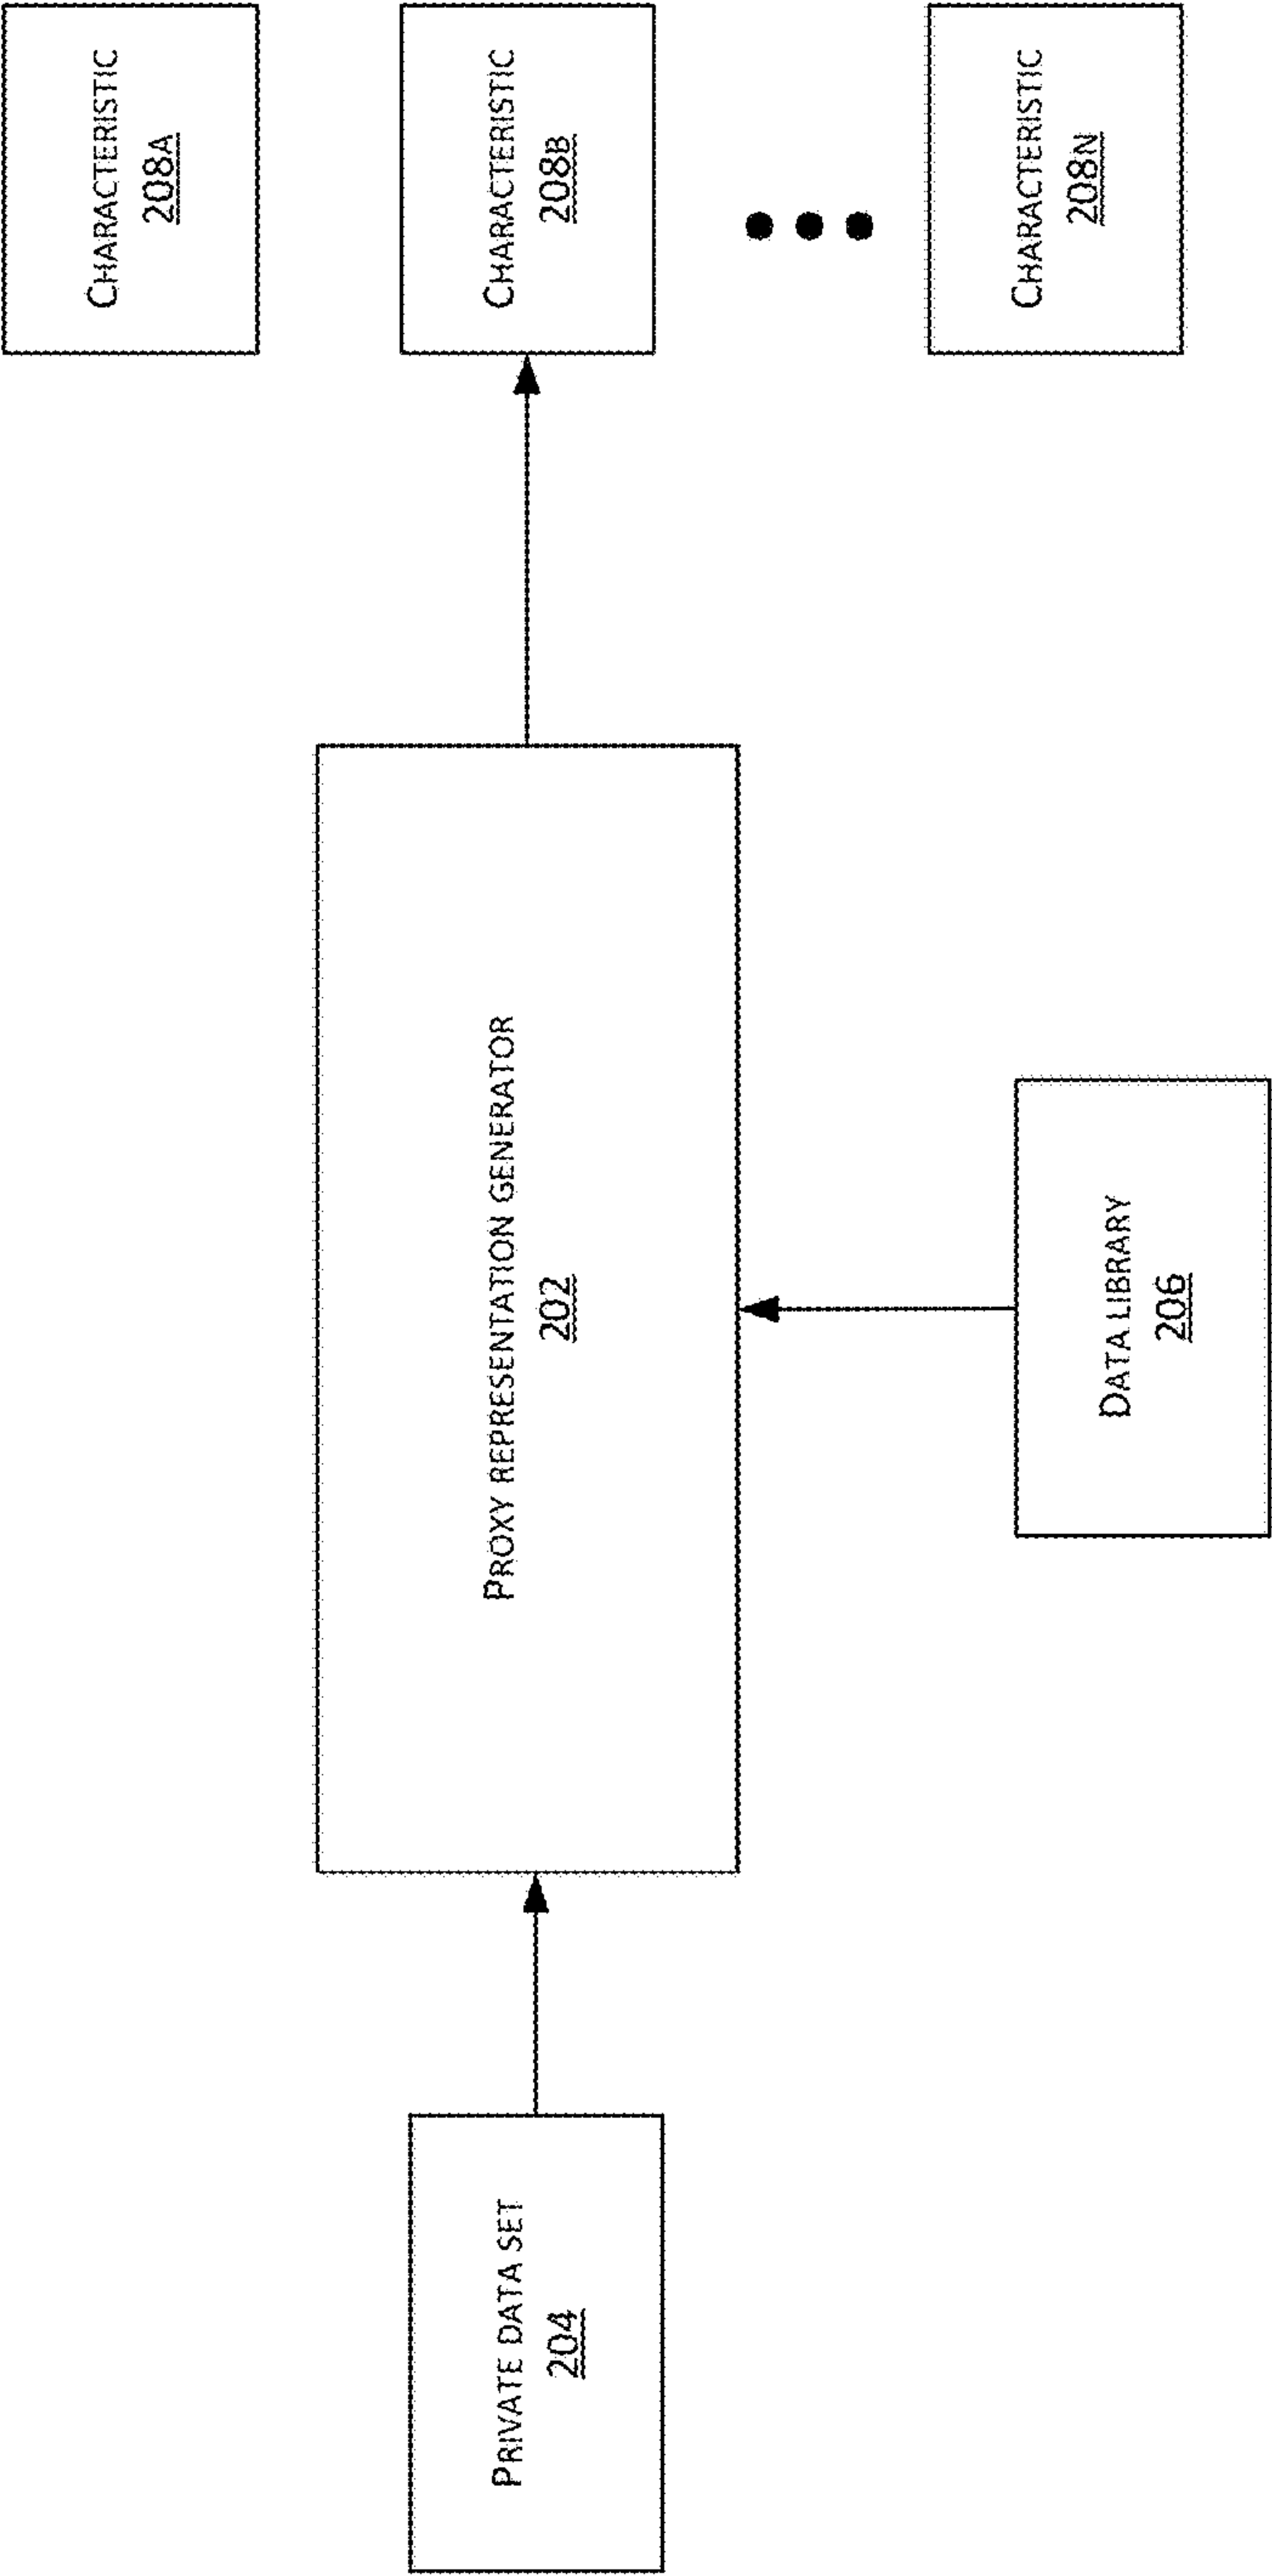 PRIVATE DATA SET
204
PROXY REPRESENTATION GENERATOR
202
DATA LIBRARY
206
CHARACTERISTIC
208A
CHARACTERISTIC
208B
CHARACTERISTIC
208N